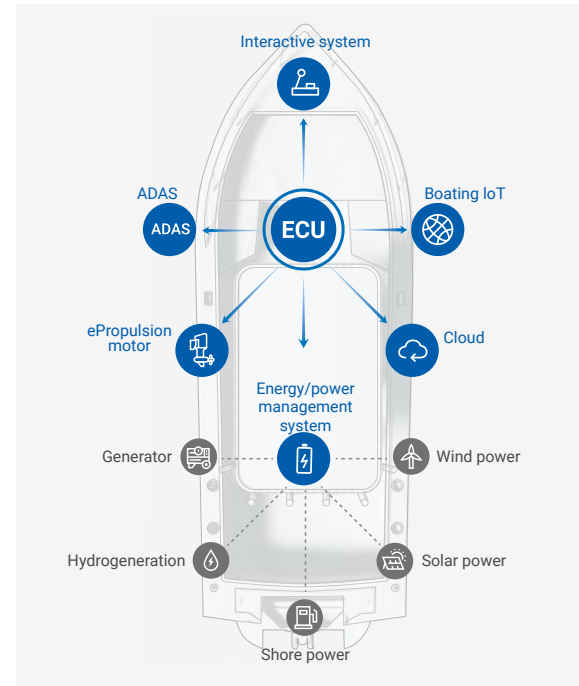 Interactive system
ADAS
Boating IoT
ADAS
ECU
ePropulsion
motor
Cloud
Energy/power
management
system
Generator
Wind power
Hydrogeneration
Solar power
Shore power